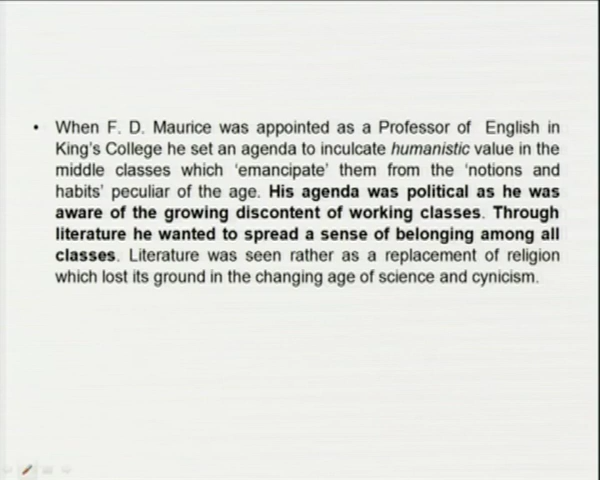 • When F. D. Maurice was appointed as a Professor of English in
King's College he set an agenda to inculcate humanistic value in the
middle classes which 'emancipate' them from the 'notions and
habits' peculiar of the age. His agenda was political as he was
aware of the growing discontent of working classes. Through
literature he wanted to spread a sense of belonging among all
classes. Literature was seen rather as a replacement of religion
which lost its ground in the changing age of science and cynicism.